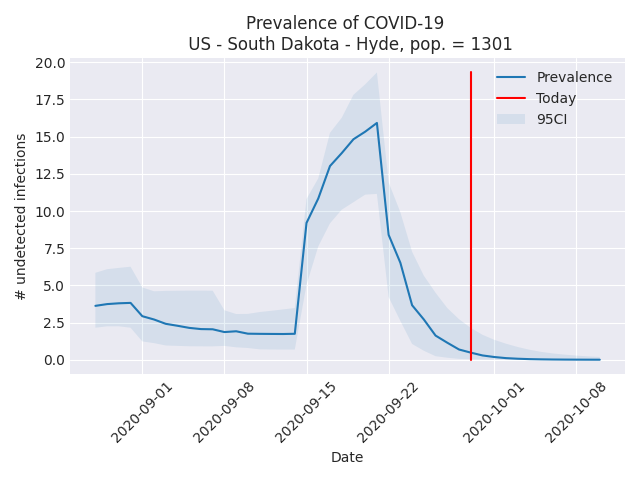 Prevalence of COVID-19
US - South Dakota - Hyde, pop. = 1301
# undetected infections
20.0
17.5
15.0
12.5
10.0
7.5
5.0
2.5
0.0
Prevalence
Today
95CI
2020-09-01
2020-09-08
2020-09-15
2020-09-22
2020-10-01
2020-10-08
Date